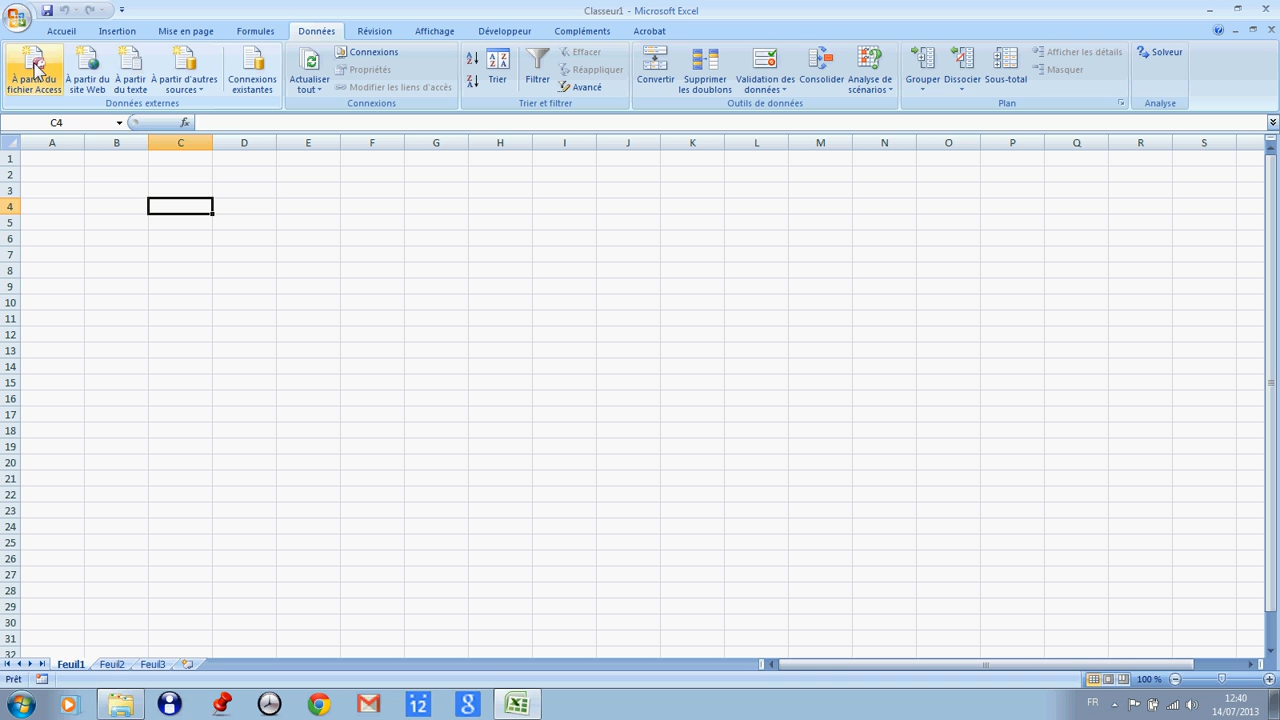 Classeur1 - Microsoft Excel
Accueil Insertion Mise en page Formules Données Révision Affichage Développeur Compléments Acrobat
À partir du fichier Access
À partir du site Web
À partir du texte
À partir d'autres sources
Connexions existantes
Données externes
Actualiser tout
Connexions
Propriétés
Modifier les liens d'accès
Connexions
Trier
Filtrer
Effacer
Réappliquer
Avancé
Trier et filtrer
Convertir
Supprimer les doublons
Validation des données
Consolider
Analyse de scénarios
Outils de données
Grouper
Dissocier
Sous-total
Afficher les détails
Masquer
Plan
Solveur
Analyse
C4
fx
A B C D E F G H I J K L M N O P Q R S
1
2
3
4
5
6
7
8
9
10
11
12
13
14
15
16
17
18
19
20
21
22
23
24
25
26
27
28
29
30
31
32
Feuil1 Feuil2 Feuil3
Prêt
100 %
12
g
FR
12:40
14/07/2013